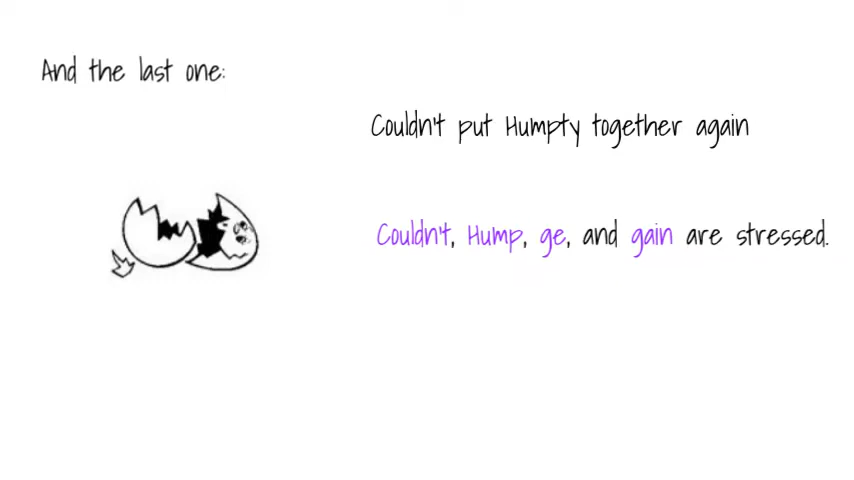 And the last one:
Couldn't put Humpty together again
Couldn't, Hump, ge, and gain are stressed.